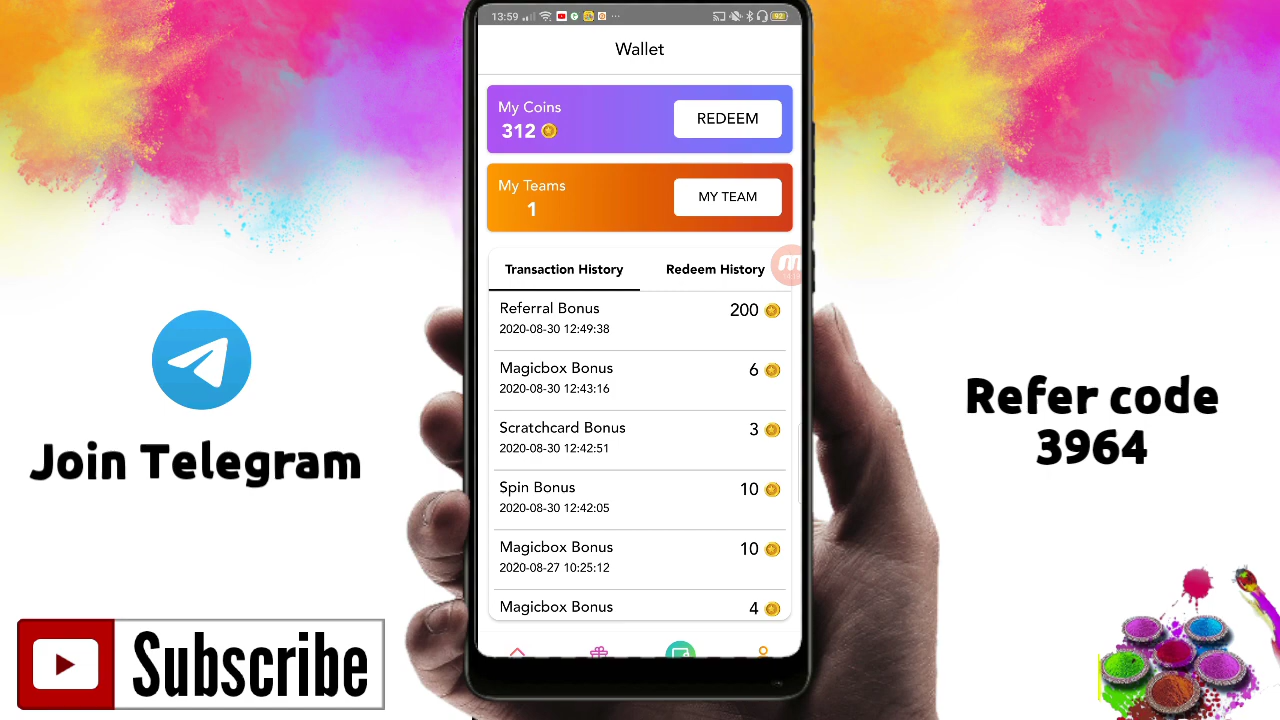 13:59
92
Wallet
My Coins
312
REDEEM
My Teams
1
MY TEAM
Transaction History
Redeem History
Referral Bonus
200
2020-08-30 12:49:38
Magicbox Bonus
6
2020-08-30 12:43:16
Scratchcard Bonus
3
2020-08-30 12:42:51
Spin Bonus
10
2020-08-30 12:42:05
Magicbox Bonus
10
2020-08-27 10:25:12
Magicbox Bonus
4
Join Telegram
Refer code
3964
Subscribe